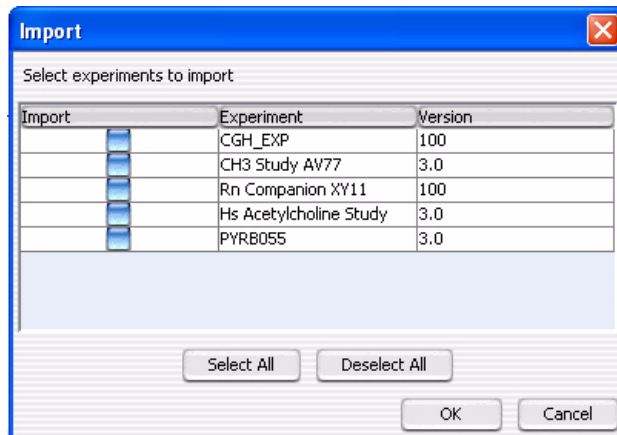 Import
Select experiments to import
Import Experiment Version
CGH_EXP 100
CH3 Study AV77 3.0
Rn Companion XY11 100
Hs Acetylcholine Study 3.0
PYRB055 3.0
Select All Deselect All
OK Cancel